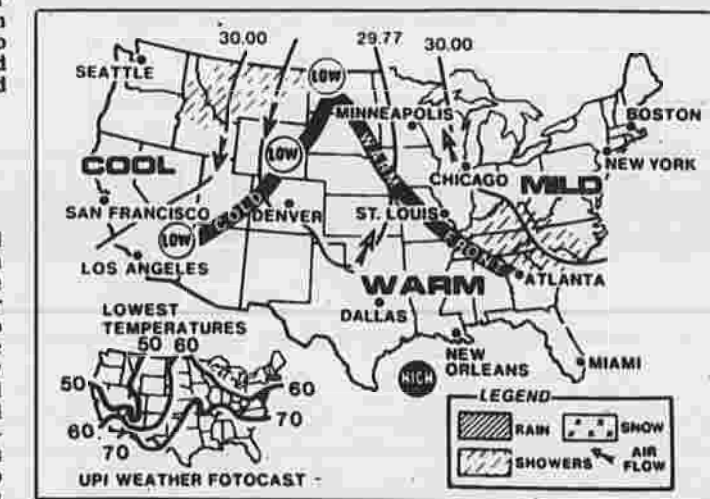 30.00
29.77
30.00
SEATTLE
LOW
MINNEAPOLIS
BOSTON
COOL
LOW
WARM
NEW YORK
CHICAGO
MILD
SAN FRANCISCO
COLD
DENVER
ST. LOUIS
LOW
FRONT
LOS ANGELES
WARM
ATLANTA
DALLAS
LOWEST
TEMPERATURES
50 60
NEW
ORLEANS
MIAMI
HIGH
50
60
70
60
70
LEGEND
RAIN
SNOW
SHOWERS
AIR
FLOW
UPI WEATHER FOTOCAST